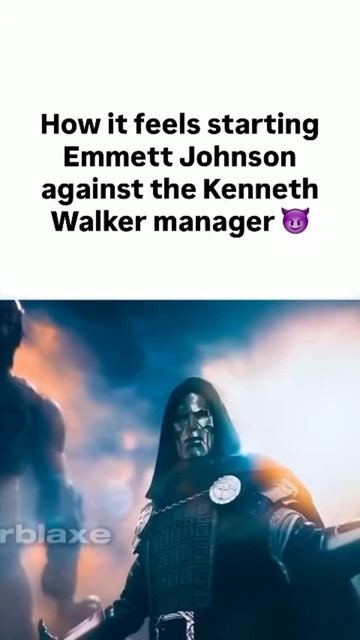 How it feels starting
Emmett Johnson
against the Kenneth
Walker manager 😈
rblaxe